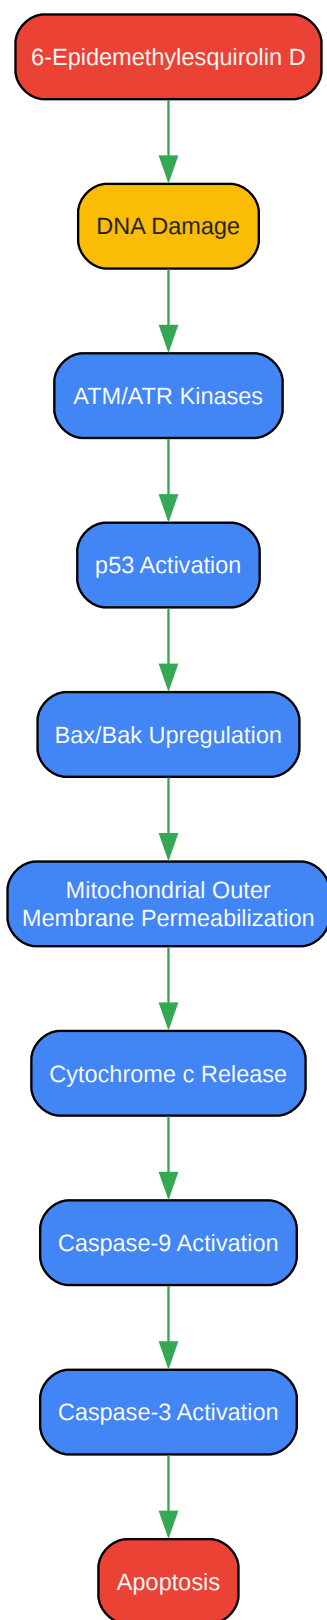 6-Epidemethylesquirolin D
DNA Damage
ATM/ATR Kinases
p53 Activation
Bax/Bak Upregulation
Mitochondrial Outer
Membrane Permeabilization
Cytochrome c Release
Caspase-9 Activation
Caspase-3 Activation
Apoptosis